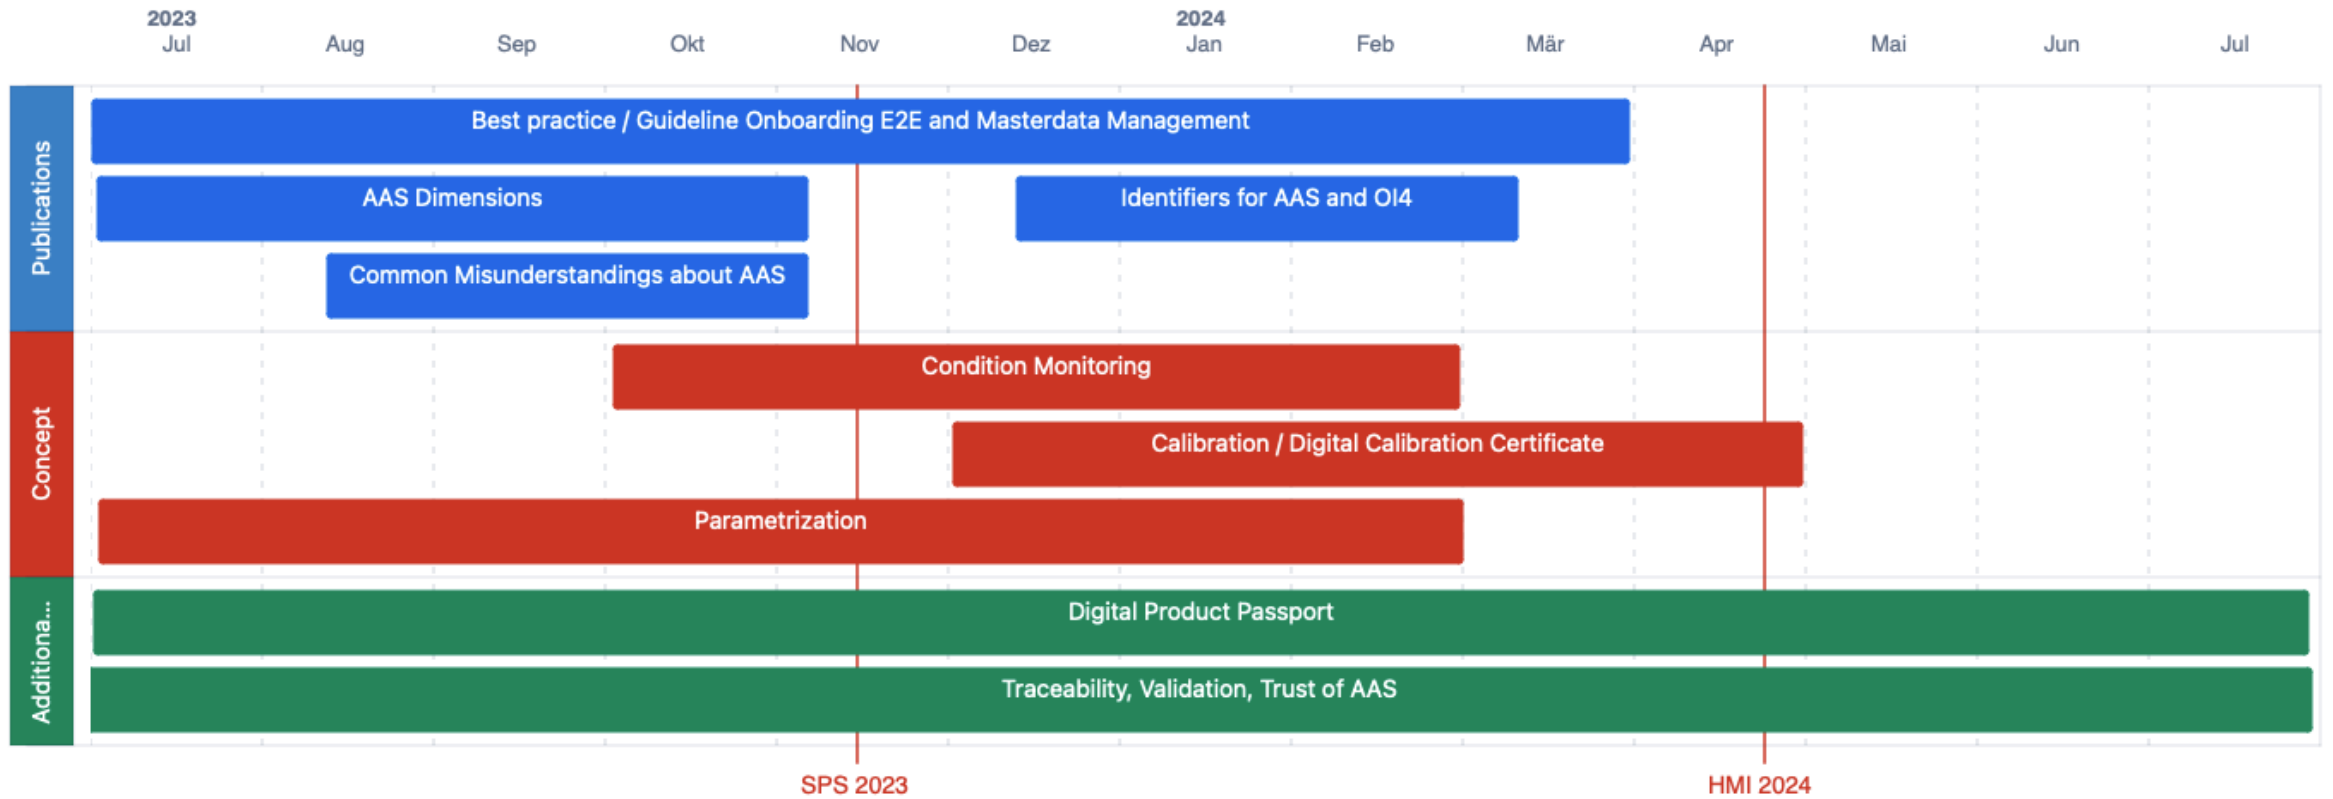 2023
2024
Jul
Aug
Sep
Okt
Nov
Dez
Jan
Feb
Mär
Apr
Mai
Jun
Jul
Publications
Best practice / Guideline Onboarding E2E and Masterdata Management
AAS Dimensions
Identifiers for AAS and OI4
Common Misunderstandings about AAS
Concept
Condition Monitoring
Calibration / Digital Calibration Certificate
Parametrization
Additiona...
Digital Product Passport
Traceability, Validation, Trust of AAS
SPS 2023
HMI 2024